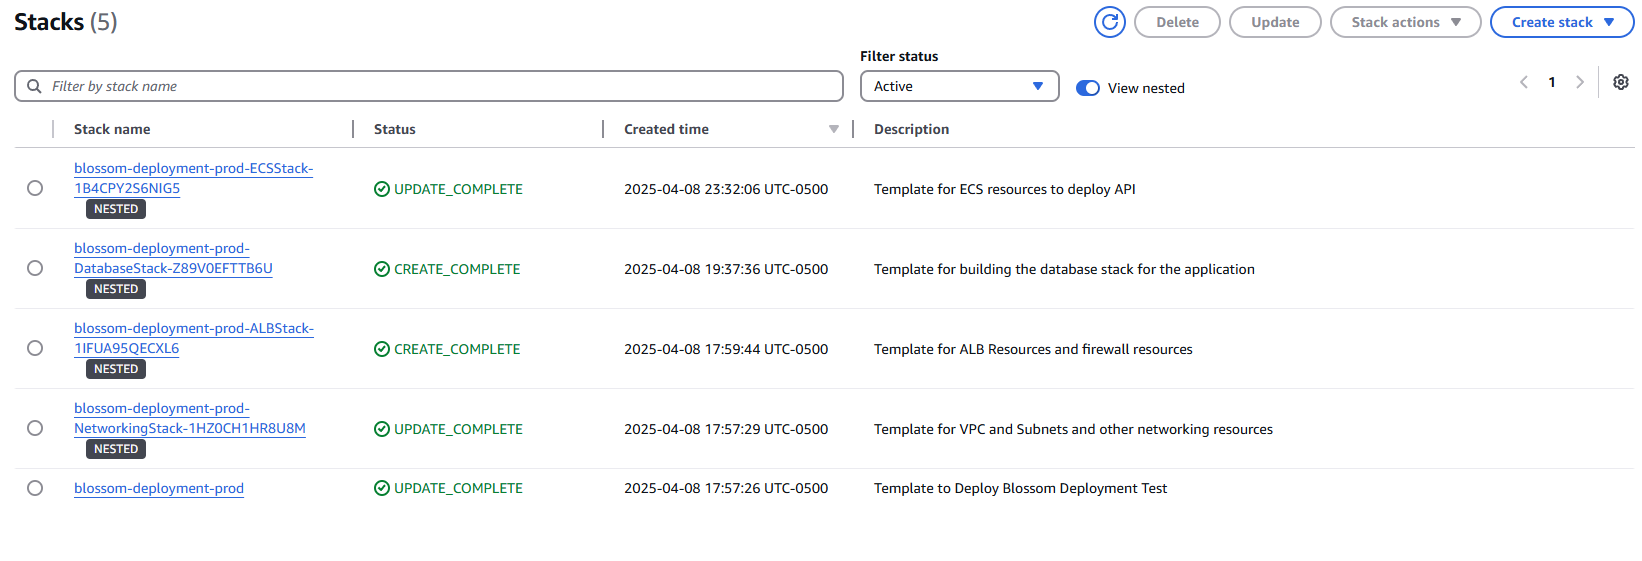 Stacks (5)
Delete
Update
Stack actions
Create stack
Filter status
Filter by stack name
Active
View nested
1
Stack name
Status
Created time
Description
blossom-deployment-prod-ECSStack-
1B4CPY2S6NIG5
NESTED
UPDATE_COMPLETE
2025-04-08 23:32:06 UTC-0500
Template for ECS resources to deploy API
blossom-deployment-prod-
DatabaseStack-Z89V0EFTTB6U
NESTED
CREATE_COMPLETE
2025-04-08 19:37:36 UTC-0500
Template for building the database stack for the application
blossom-deployment-prod-ALBStack-
1IFUA95QECXL6
NESTED
CREATE_COMPLETE
2025-04-08 17:59:44 UTC-0500
Template for ALB Resources and firewall resources
blossom-deployment-prod-
NetworkingStack-1HZ0CH1HR8U8M
NESTED
UPDATE_COMPLETE
2025-04-08 17:57:29 UTC-0500
Template for VPC and Subnets and other networking resources
blossom-deployment-prod
UPDATE_COMPLETE
2025-04-08 17:57:26 UTC-0500
Template to Deploy Blossom Deployment Test